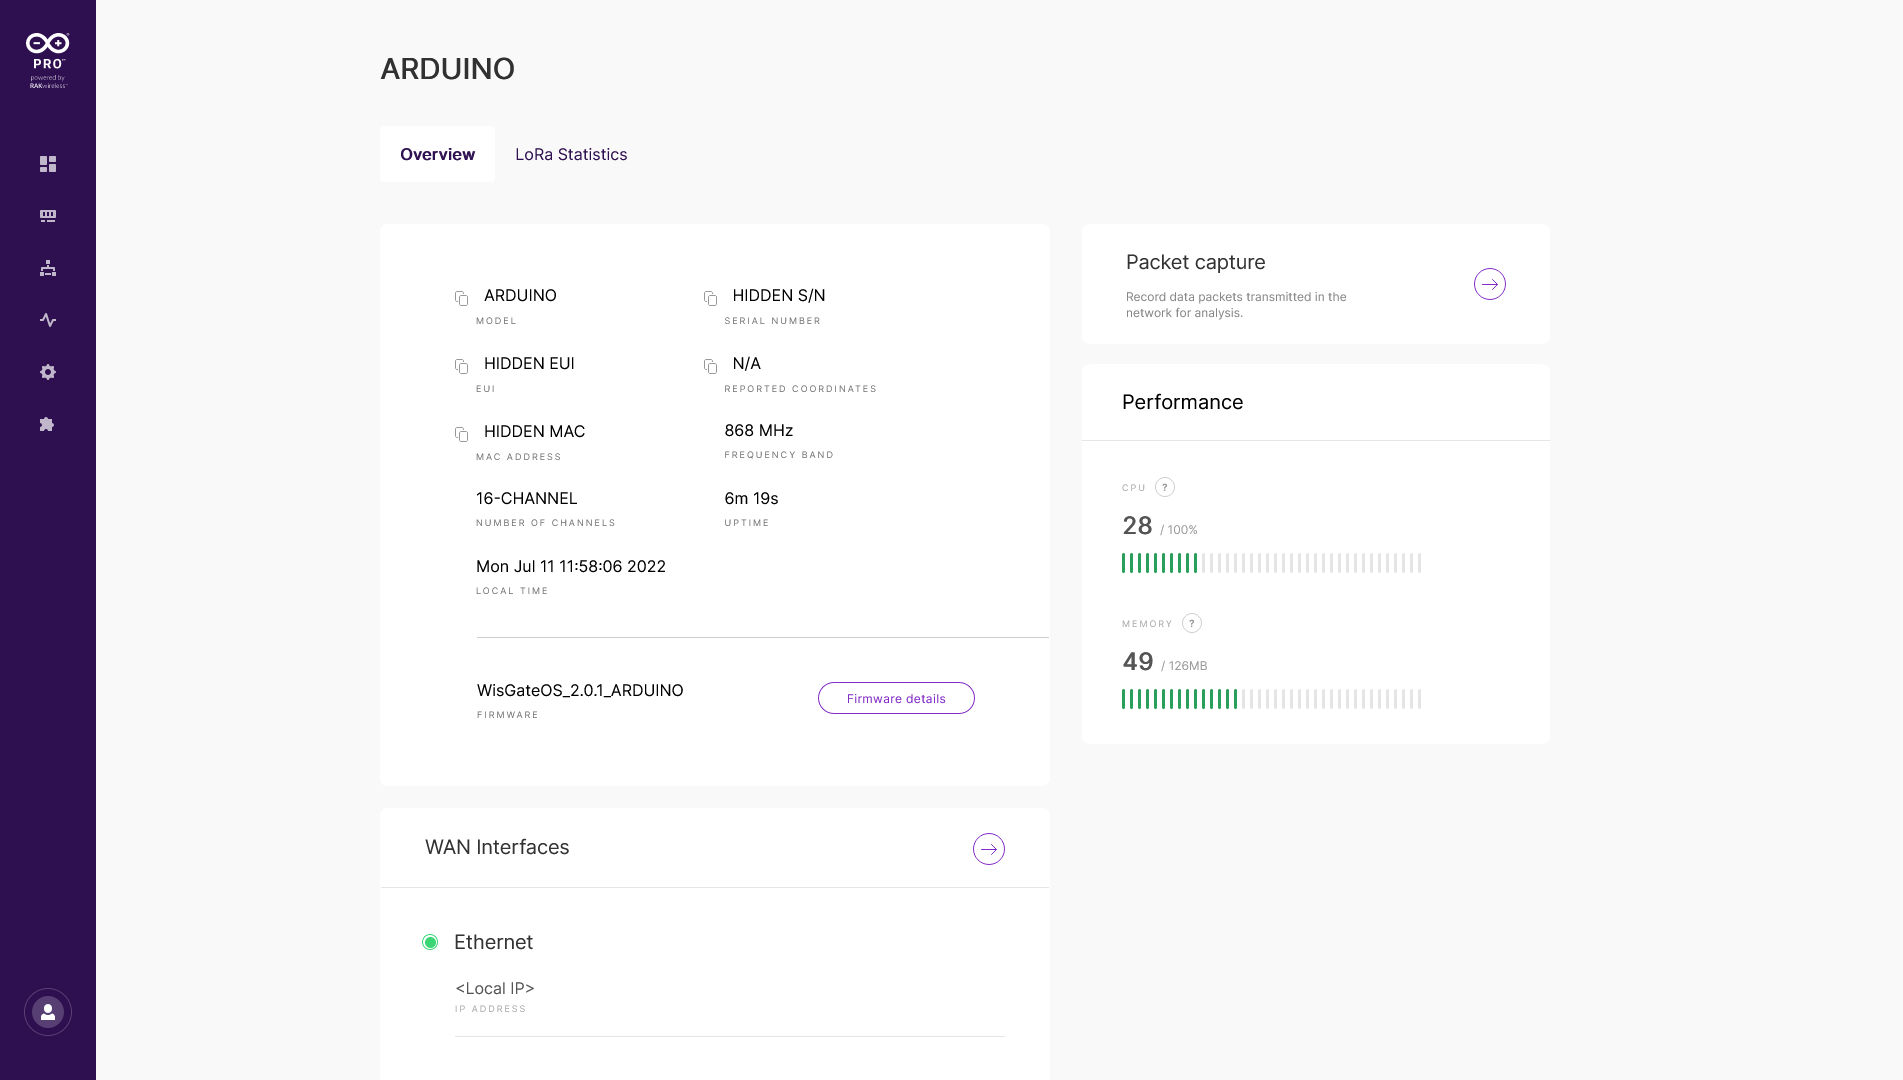 PRO
powered by
RAKwireless™
ARDUINO
Overview
LoRa Statistics
ARDUINO
MODEL
HIDDEN S/N
SERIAL NUMBER
HIDDEN EUI
EUI
N/A
REPORTED COORDINATES
HIDDEN MAC
MAC ADDRESS
868 MHz
FREQUENCY BAND
16-CHANNEL
NUMBER OF CHANNELS
6m 19s
UPTIME
Mon Jul 11 11:58:06 2022
LOCAL TIME
WisGateOS_2.0.1_ARDUINO
FIRMWARE
Firmware details
WAN Interfaces
Ethernet
<Local IP>
IP ADDRESS
Packet capture
Record data packets transmitted in the
network for analysis.
Performance
CPU ?
28 / 100%
MEMORY ?
49 / 126MB